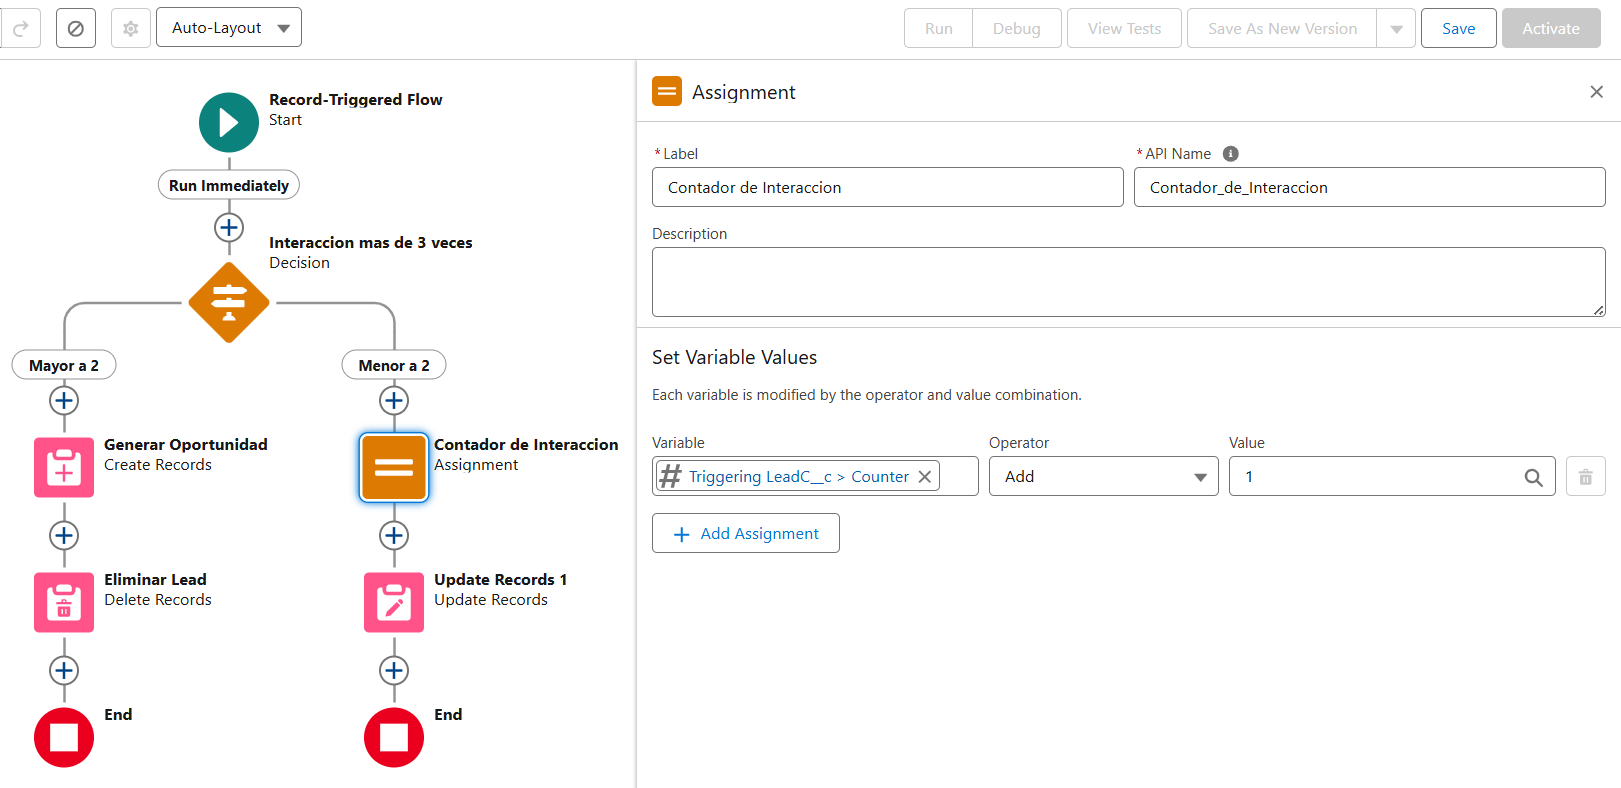 Auto-Layout
Run
Debug
View Tests
Save As New Version
Save
Activate
Record-Triggered Flow
Start
Run Immediately
Interaccion mas de 3 veces
Decision
Mayor a 2
Menor a 2
Generar Oportunidad
Create Records
Contador de Interaccion
Assignment
Eliminar Lead
Delete Records
Update Records 1
Update Records
End
End
Assignment
*Label
*API Name
Contador de Interaccion
Contador_de_Interaccion
Description
Set Variable Values
Each variable is modified by the operator and value combination.
Variable
Operator
Value
Triggering LeadC__c > Counter
Add
1
Add Assignment